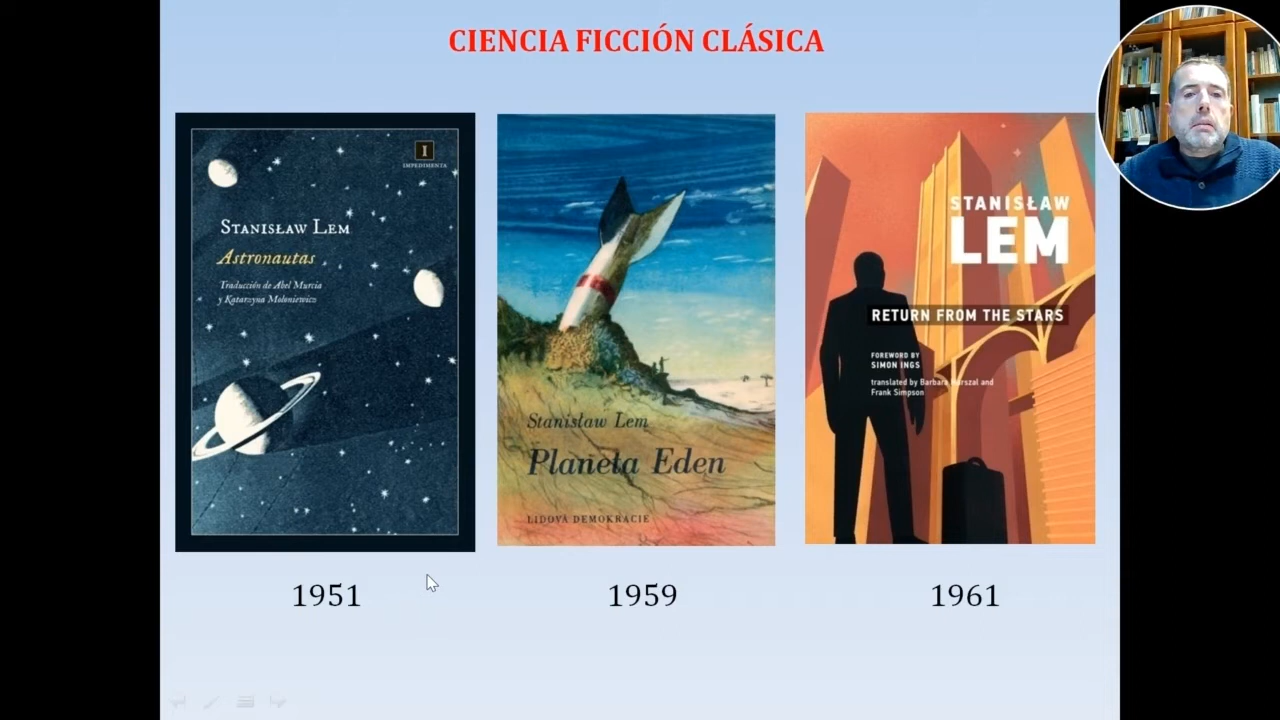 CIENCIA FICCIÓN CLÁSICA
I
IMPEDIMENTA
STANISŁAW LEM
Astronautas
Traducción de Abel Murcia
y Katarzyna Mołoniewicz
Stanisław Lem
Planeta Eden
LIDOVÁ DEMOKRACIE
STANISŁAW
LEM
RETURN FROM THE STARS
FOREWORD BY
SIMON INGS
translated by Barbara Marszal and
Frank Simpson
1951
1959
1961